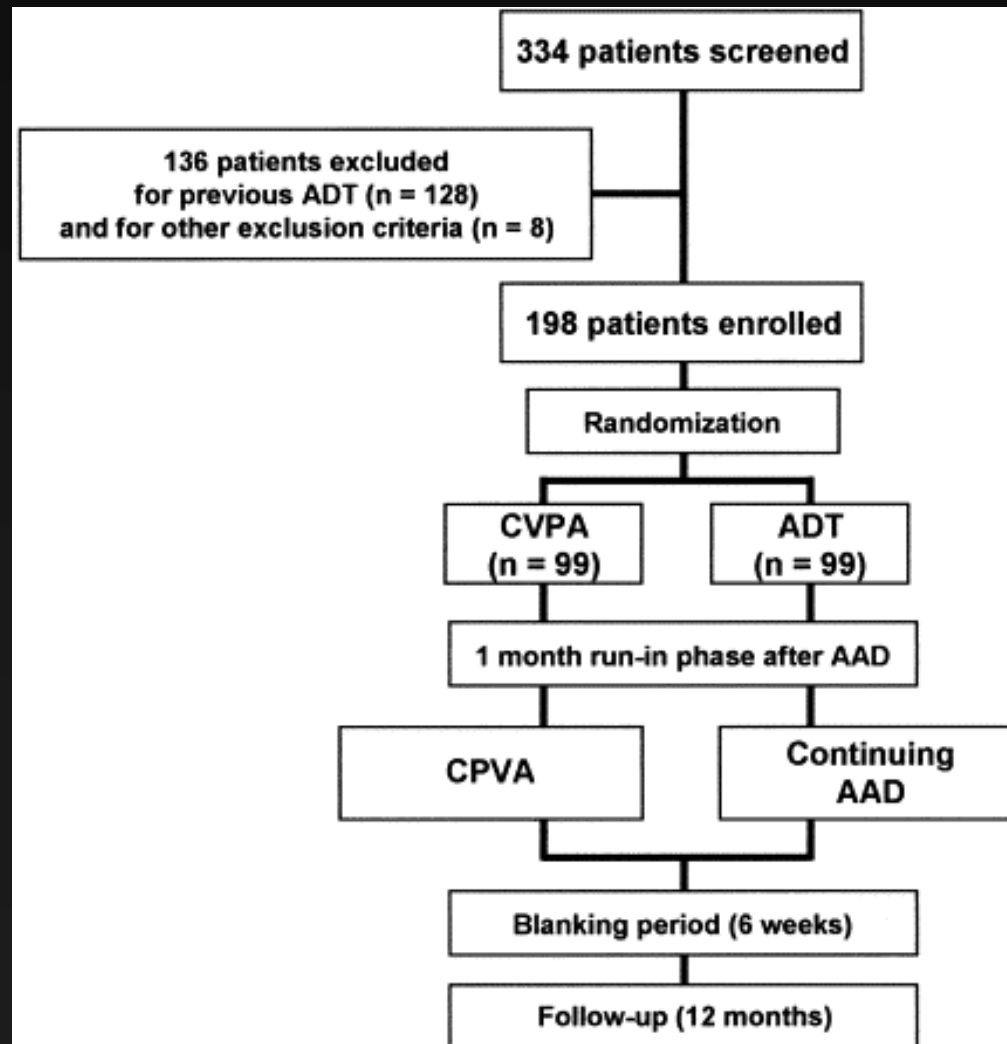 334 patients screened
136 patients excluded
for previous ADT (n = 128)
and for other exclusion criteria (n = 8)
198 patients enrolled
Randomization
CVPA
(n = 99)
ADT
(n = 99)
1 month run-in phase after AAD
CPVA
Continuing
AAD
Blanking period (6 weeks)
Follow-up (12 months)